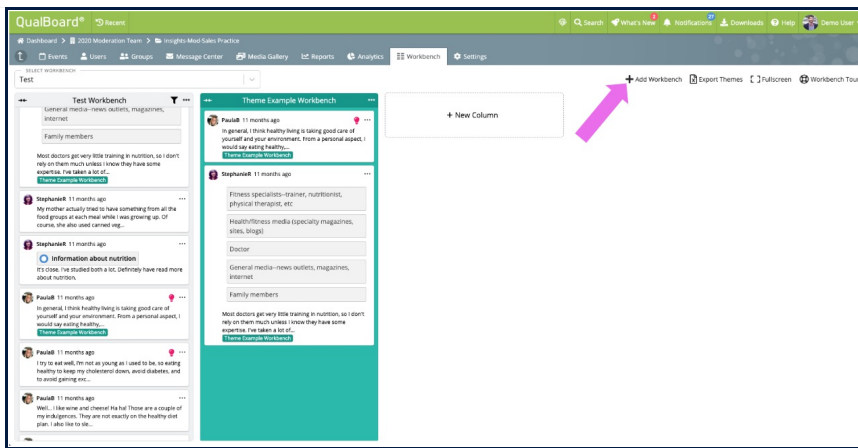 QualBoard® Recent Search What's New 2 Notifications 27 Downloads Help Demo User
Dashboard > 2020 Moderation Team > Insights-Mod-Sales Practice
Events Users Groups Message Center Media Gallery Reports Analytics Workbench Settings
SELECT WORKBENCH
Test
Add Workbench Export Themes Fullscreen Workbench Tour
Test Workbench
General media--news outlets, magazines,
internet
Family members
Most doctors get very little training in nutrition, so I don't
rely on them much unless I know they have some
expertise. I've taken a lot of...
Theme Example Workbench
StephanieR 11 months ago
My mother actually tried to have something from all the
food groups at each meal while I was growing up. Of
course, she also used canned veg...
StephanieR 11 months ago
Information about nutrition
It's close. I've studied both a lot. Definitely have read more
about nutrition.
PaulaB 11 months ago
In general, I think healthy living is taking good care of
yourself and your environment. From a personal aspect, I
would say eating healthy,...
Theme Example Workbench
PaulaB 11 months ago
I try to eat well, I'm not as young as I used to be, so eating
healthy to keep my cholesterol down, avoid diabetes, and
to avoid gaining exc...
PaulaB 11 months ago
Well... I like wine and cheese! Ha ha! Those are a couple of
my indulgences. They are not exactly on the healthy diet
plan. I also like to sle...
Theme Example Workbench
PaulaB 11 months ago
In general, I think healthy living is taking good care of
yourself and your environment. From a personal aspect, I
would say eating healthy,...
Theme Example Workbench
StephanieR 11 months ago
Fitness specialists--trainer, nutritionist,
physical therapist, etc
Health/fitness media (specialty magazines,
sites, blogs)
Doctor
General media--news outlets, magazines,
internet
Family members
Most doctors get very little training in nutrition, so I don't
rely on them much unless I know they have some
expertise. I've taken a lot of...
Theme Example Workbench
+ New Column